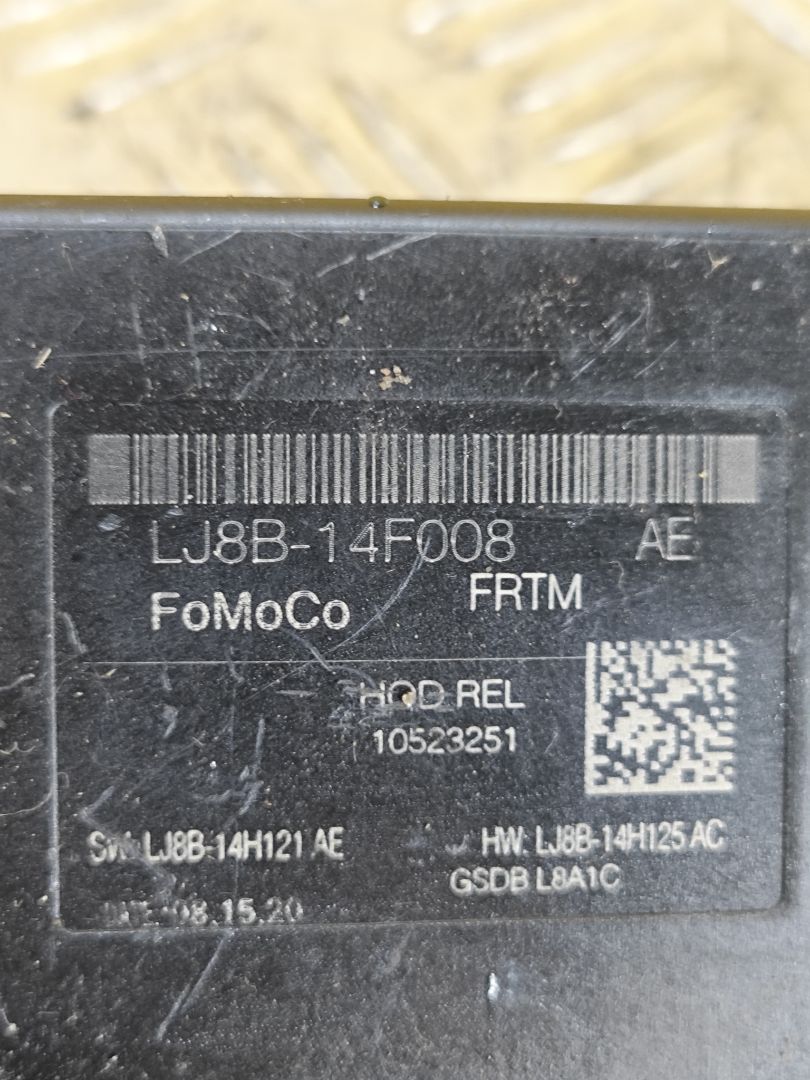 LJ8B-14F008 AE
FoMoCo FRTM
REL
10523251
SW: LJ8B-14H121 AE HW: LJ8B-14H125 AC
GSDB L8A1C
08.15.20